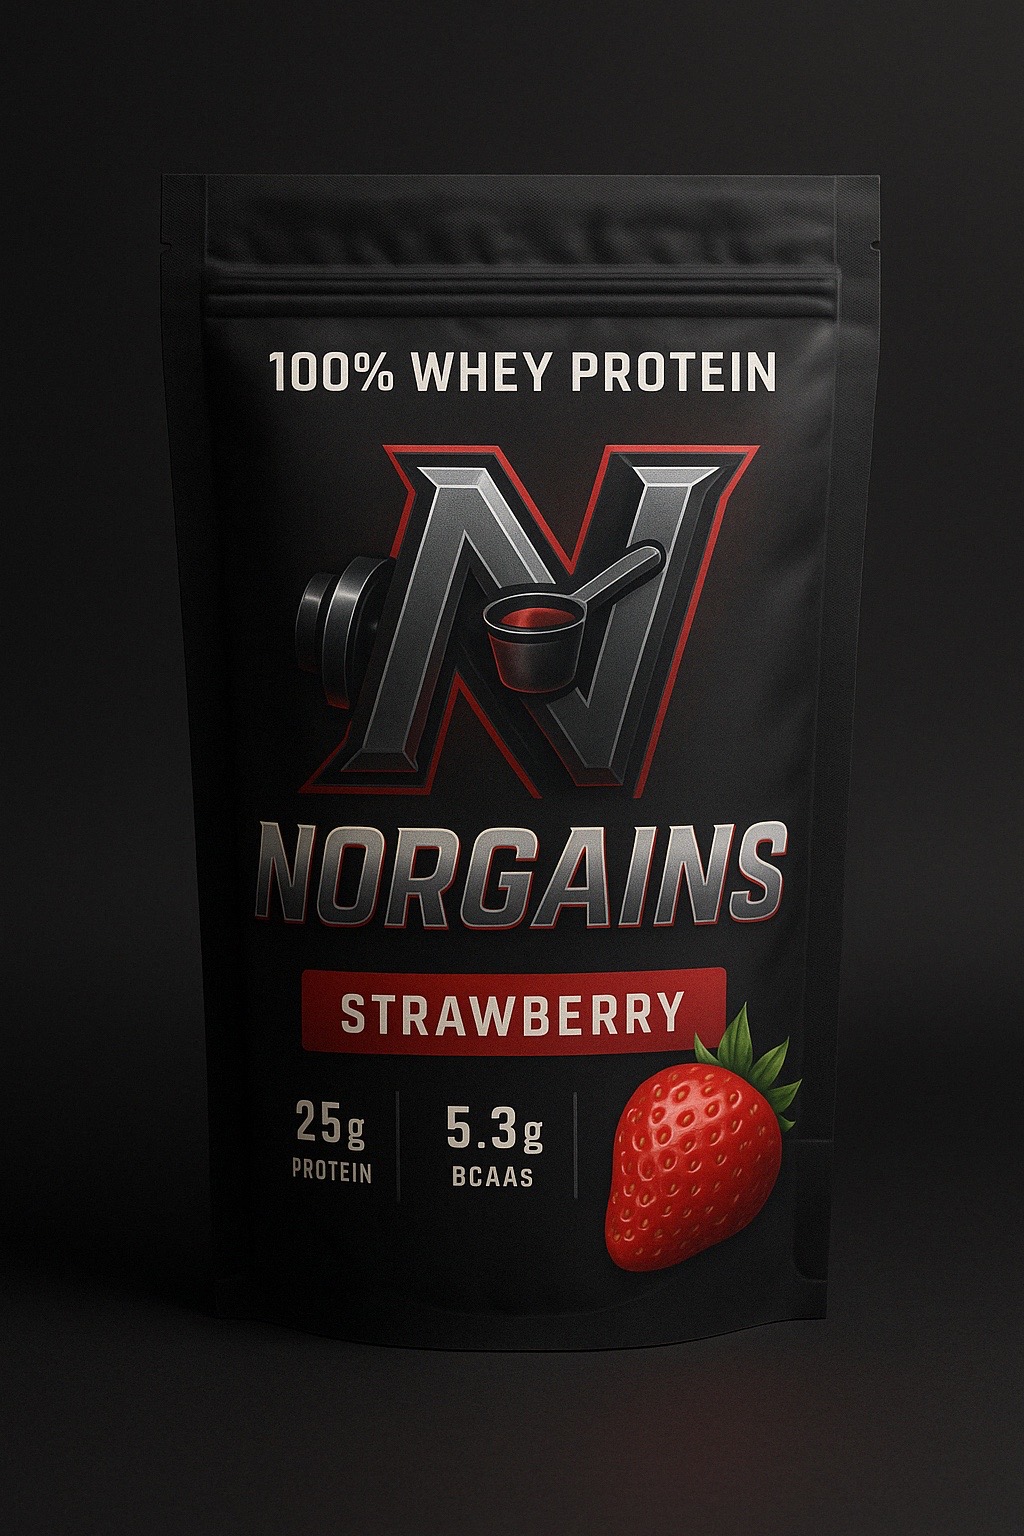 100% WHEY PROTEIN
N
NORGAINS
STRAWBERRY
25g
PROTEIN
5.3g
BCAAS